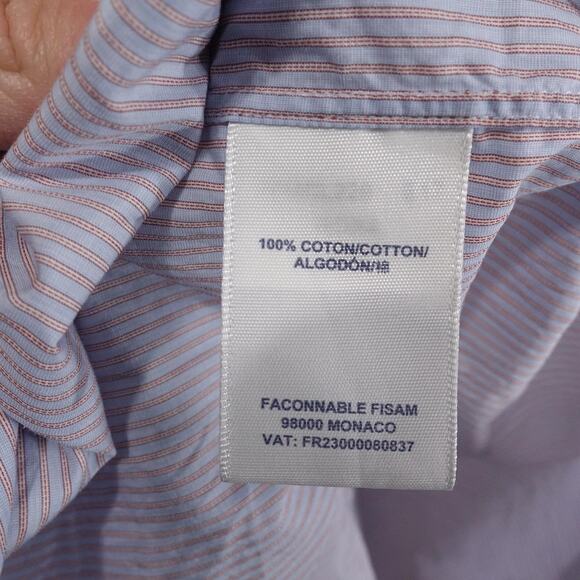 100% COTON/COTTON/
ALGODÓN/棉
FACONNABLE FISAM
98000 MONACO
VAT: FR23000080837